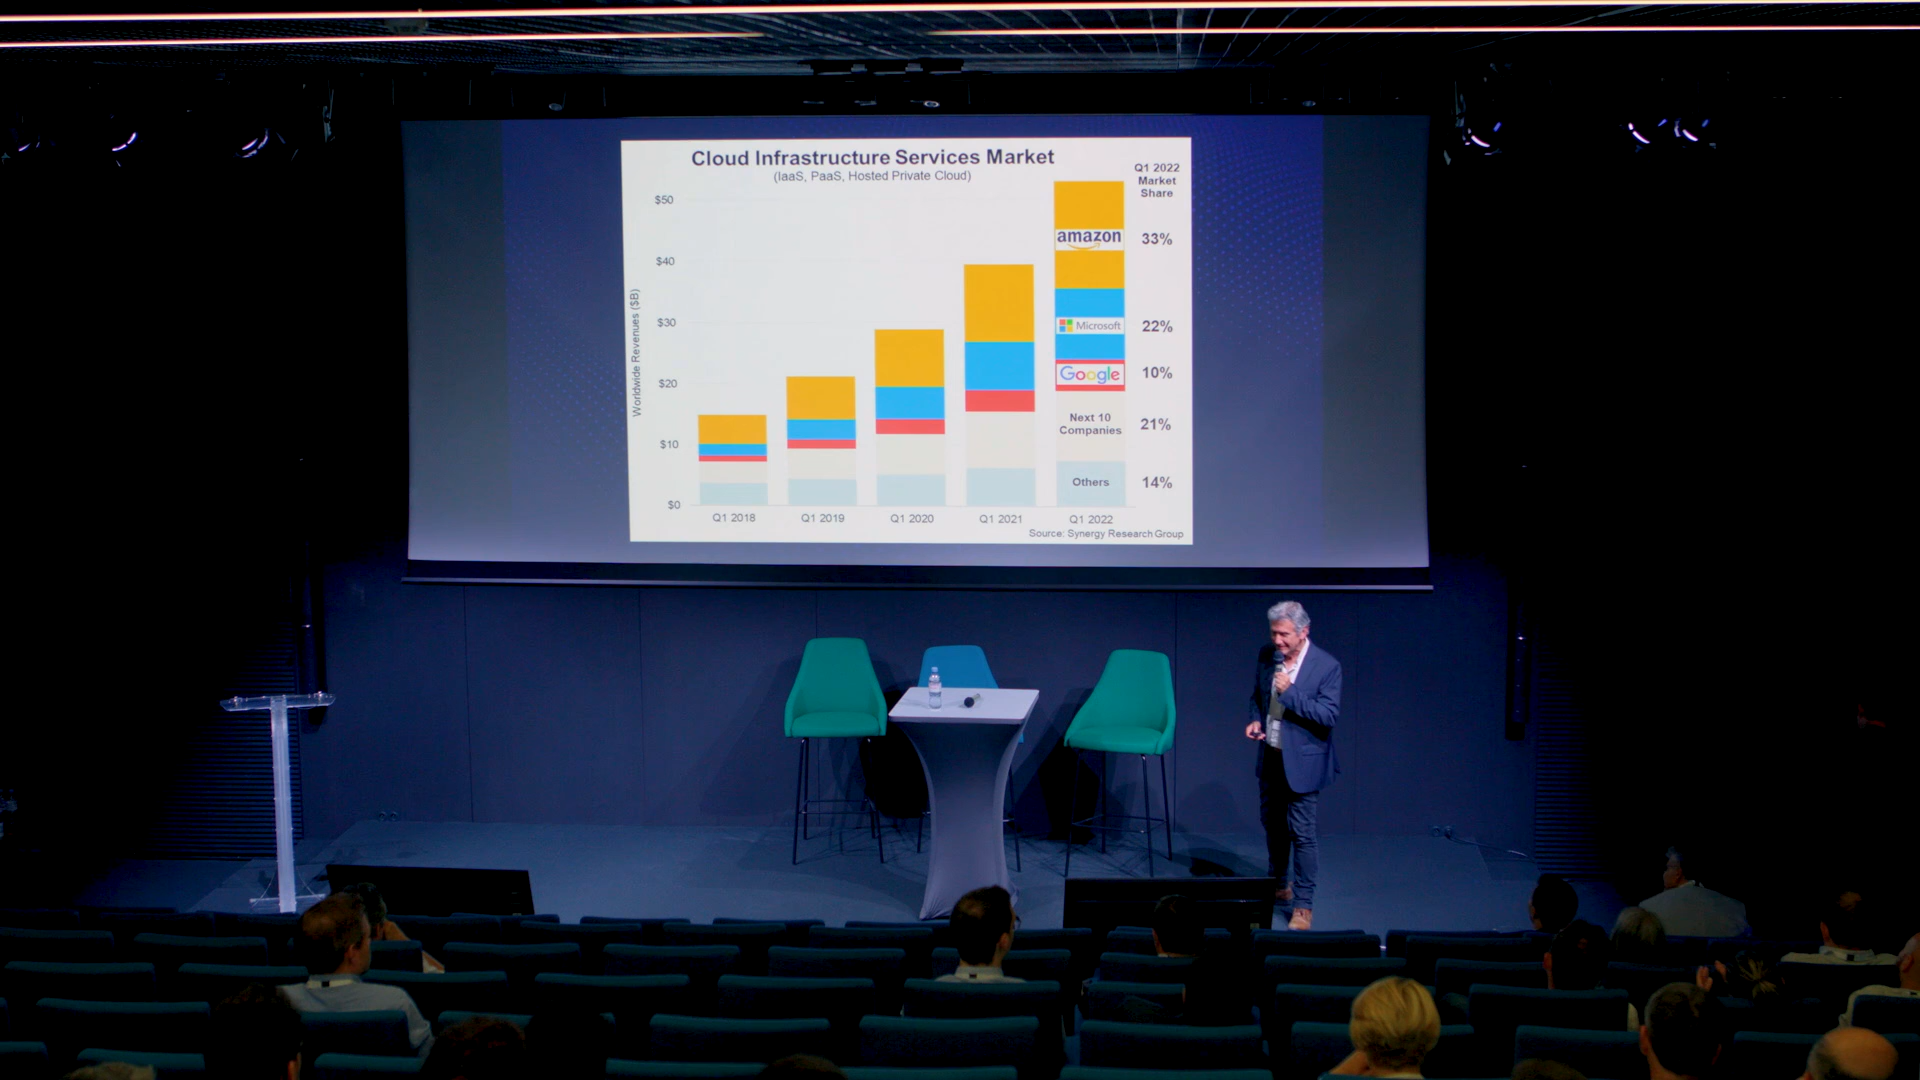 Cloud Infrastructure Services Market
(IaaS, PaaS, Hosted Private Cloud)
Q1 2022
Market
Share
Worldwide Revenues ($B)
$50
$40
$30
$20
$10
$0
amazon
33%
Microsoft
22%
Google
10%
Next 10
Companies
21%
Others
14%
Q1 2018
Q1 2019
Q1 2020
Q1 2021
Q1 2022
Source: Synergy Research Group